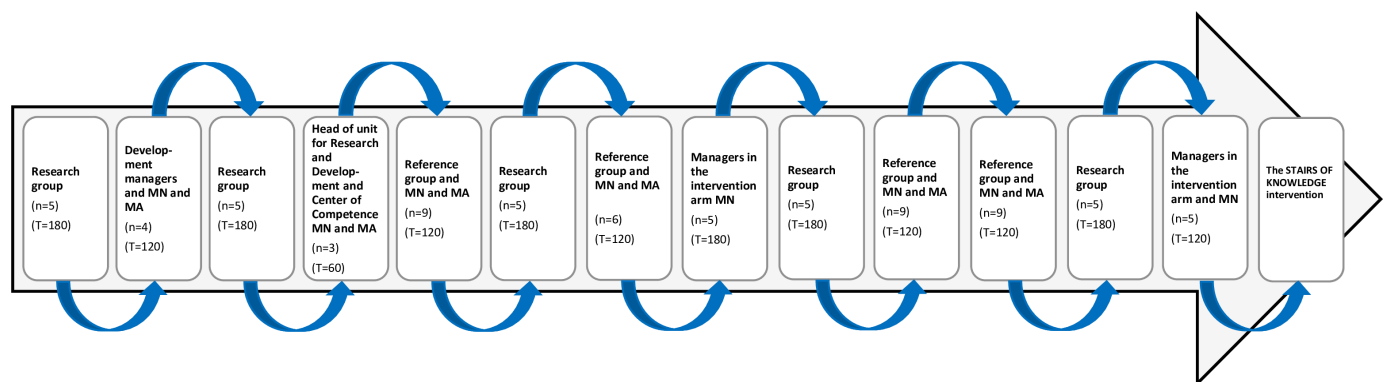 Research
group
(n=5)
(T=180)
Develop-
ment
managers
and MN and
MA
(n=4)
(T=120)
Research
group
(n=5)
(T=180)
Head of unit
for Research
and
Develop-
ment and
Center of
Competence
MN and MA
(n=3)
(T=60)
Reference
group and
MN and MA
(n=9)
(T=120)
Research
group
(n=5)
(T=180)
Reference
group and
MN and MA
(n=6)
(T=120)
Managers in
the
intervention
arm MN
(n=5)
(T=180)
Research
group
(n=5)
(T=180)
Reference
group and
MN and MA
(n=9)
(T=120)
Reference
group and
MN and MA
(n=9)
(T=120)
Research
group
(n=5)
(T=180)
Managers in
the
intervention
arm and MN
(n=5)
(T=120)
The STAIRS OF
KNOWLEDGE
intervention